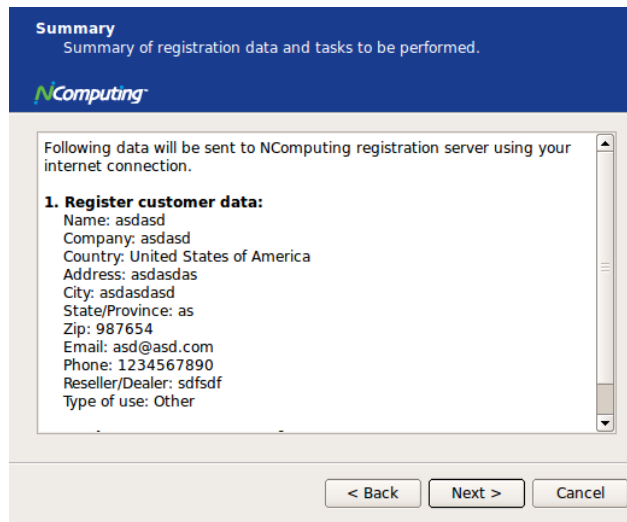 Summary
Summary of registration data and tasks to be performed.
NComputing
Following data will be sent to NComputing registration server using your
internet connection.
1. Register customer data:
Name: asdasd
Company: asdasd
Country: United States of America
Address: asdasdas
City: asdasdasd
State/Province: as
Zip: 987654
Email: asd@asd.com
Phone: 1234567890
Reseller/Dealer: sdfsdf
Type of use: Other
< Back
Next >
Cancel